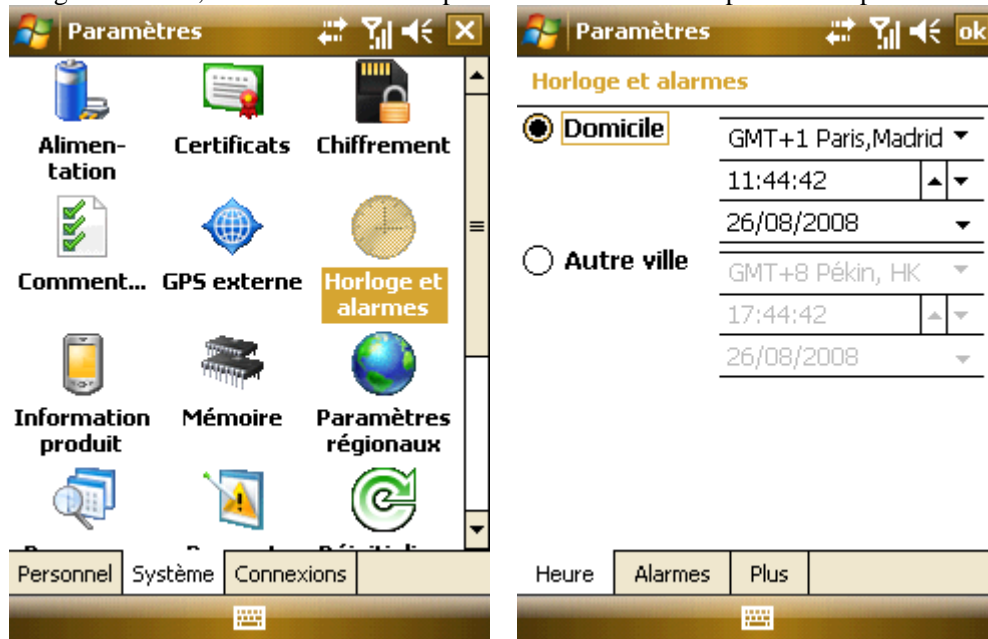 Paramètres
Alimen-
tation
Certificats
Chiffrement
Comment...
GPS externe
Horloge et
alarmes
Information
produit
Mémoire
Paramètres
régionaux
Personnel
Système
Connexions
Paramètres
ok
Horloge et alarmes
Domicile
GMT+1 Paris,Madrid
11:44:42
26/08/2008
Autre ville
GMT+8 Pékin, HK
17:44:42
26/08/2008
Heure
Alarmes
Plus